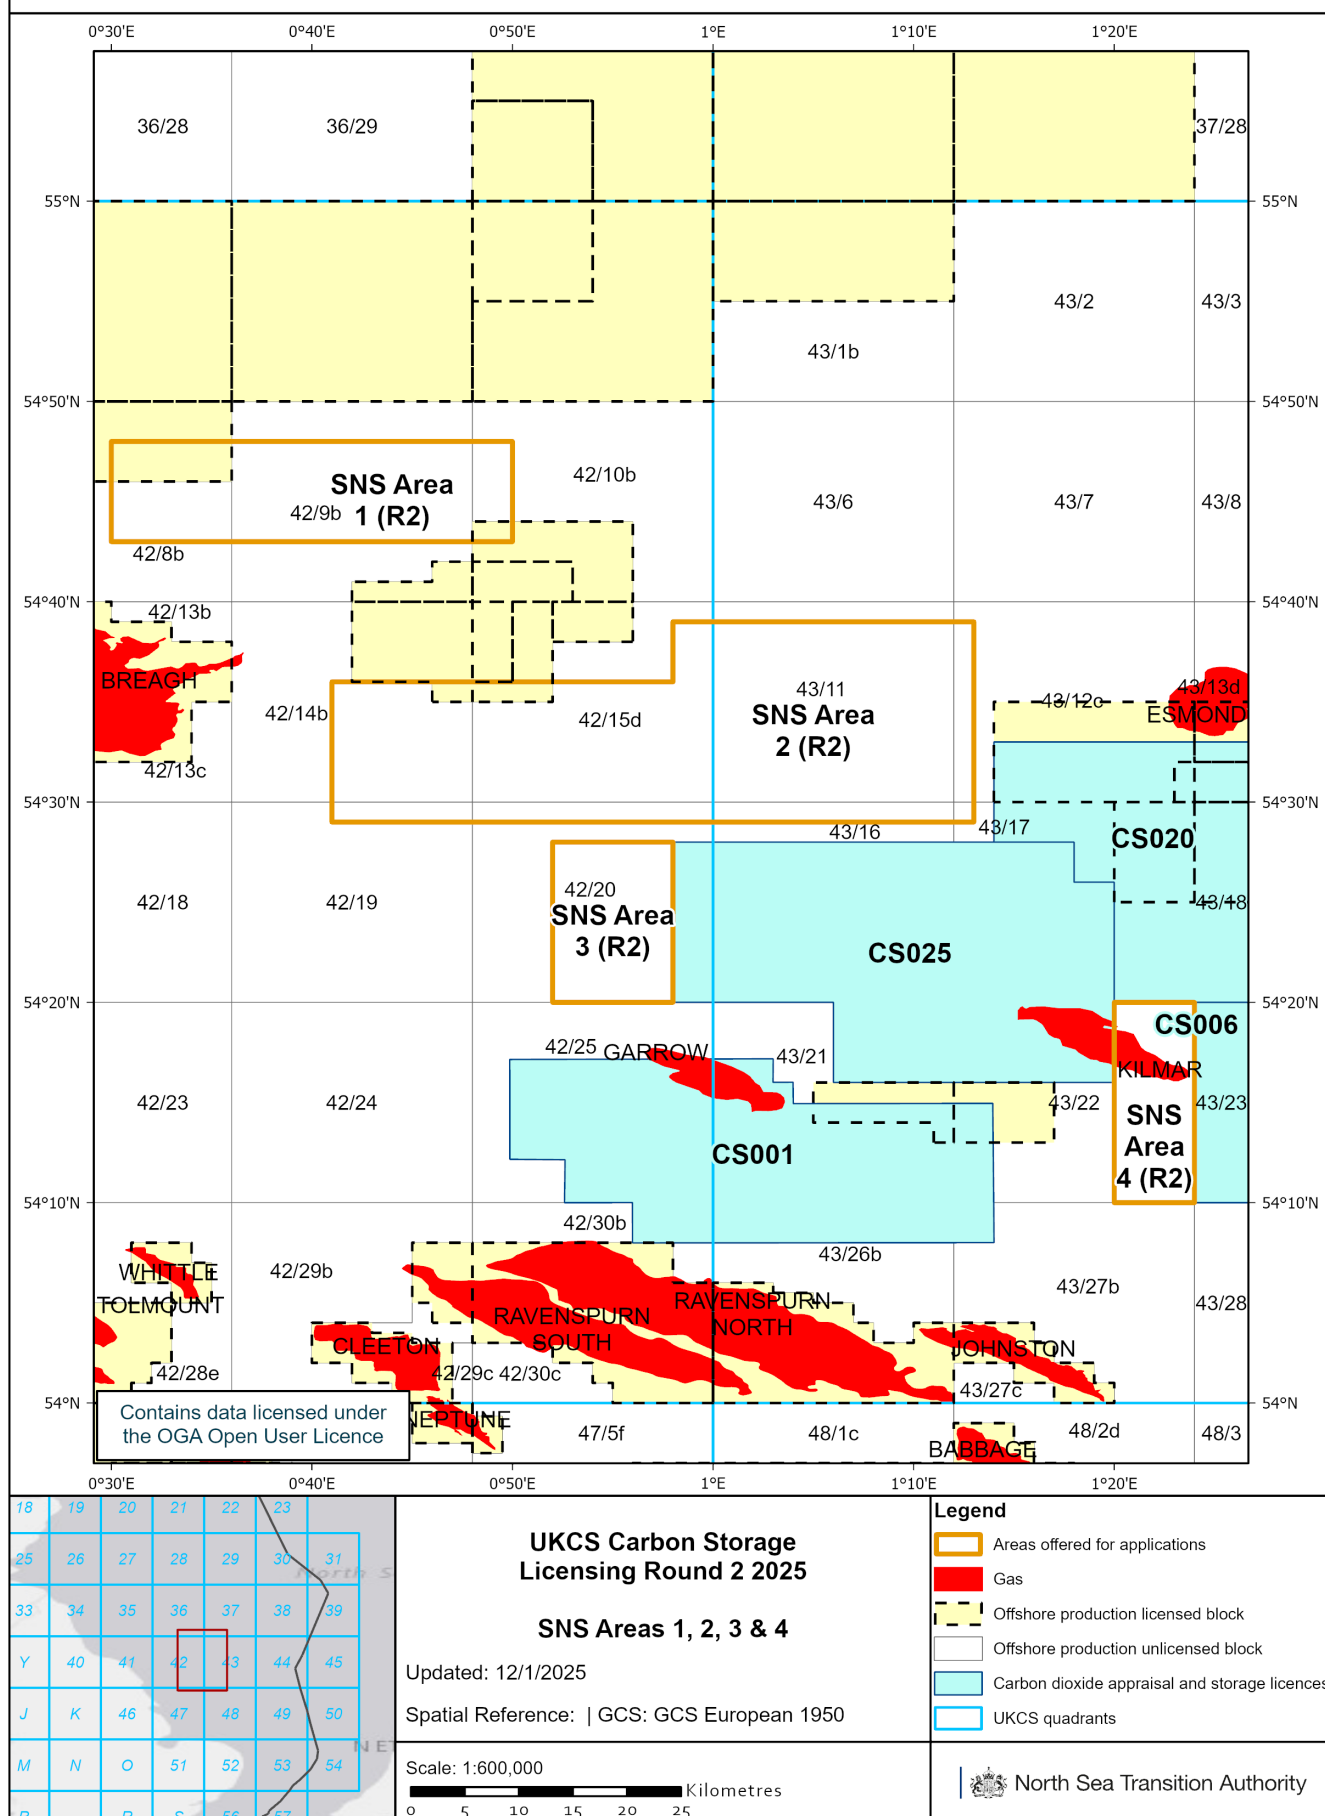 0°30'E 0°40'E 0°50'E 1°E 1°10'E 1°20'E
36/28 36/29 37/28
55°N 55°N
43/2 43/3
43/1b
54°50'N 54°50'N
SNS Area
1 (R2)
42/9b
42/10b
43/6 43/7 43/8
42/8b
54°40'N 54°40'N
42/13b
BREAGH
43/11
43/12c
43/13d
ESMOND
42/14b
42/15d
SNS Area
2 (R2)
42/13c
54°30'N 54°30'N
43/16
43/17
CS020
42/18 42/19
42/20
SNS Area
3 (R2)
43/18
CS025
54°20'N 54°20'N
CS006
42/25
GARROW
43/21
KILMAR
42/23 42/24
43/22
43/23
SNS
Area
4 (R2)
CS001
54°10'N 54°10'N
42/30b
43/26b
WHITTLE
42/29b
43/27b
TOLMOUNT
RAVENSPURN
NORTH
43/28
RAVENSPURN
SOUTH
CLEETON
JOHNSTON
42/28e
42/29c
42/30c
43/27c
54°N 54°N
Contains data licensed under
the OGA Open User Licence
NEPTUNE
47/5f
48/1c
48/2d
48/3
BABBAGE
0°30'E 0°40'E 0°50'E 1°E 1°10'E 1°20'E
18 19 20 21 22 23
25 26 27 28 29 30 31
33 34 35 36 37 38 39
Y 40 41 42 43 44 45
J K 46 47 48 49 50
M N O 51 52 53 54
North S
NET
UKCS Carbon Storage
Licensing Round 2 2025
SNS Areas 1, 2, 3 & 4
Updated: 12/1/2025
Spatial Reference: | GCS: GCS European 1950
Scale: 1:600,000
Kilometres
0 5 10 15 20 25
Legend
Areas offered for applications
Gas
Offshore production licensed block
Offshore production unlicensed block
Carbon dioxide appraisal and storage licences
UKCS quadrants
North Sea Transition Authority